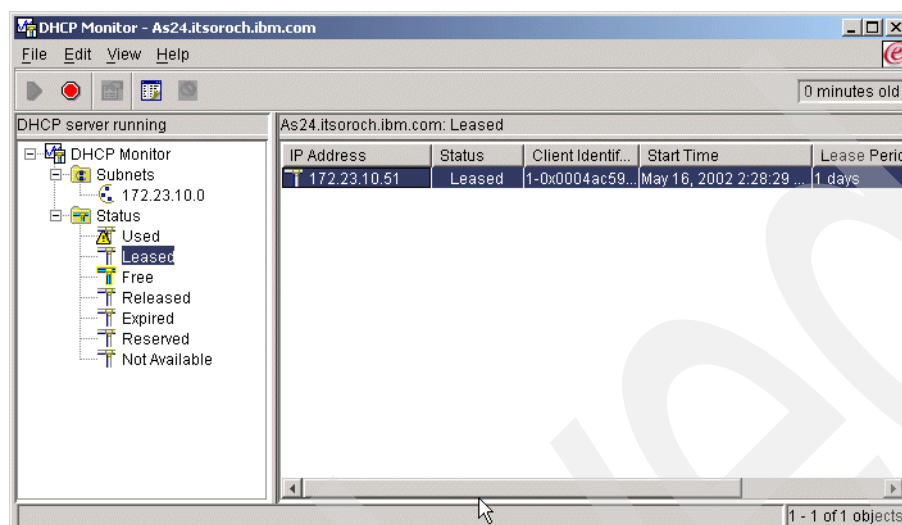 DHCP Monitor - As24.itsoroch.ibm.com
File Edit View Help
0 minutes old
DHCP server running
As24.itsoroch.ibm.com: Leased
DHCP Monitor
Subnets
172.23.10.0
Status
Used
Leased
Free
Released
Expired
Reserved
Not Available
IP Address Status Client Identif... Start Time Lease Peric
172.23.10.51 Leased 1-0x0004ac59... May 16, 2002 2:28:29 ... 1 days
1 - 1 of 1 objects